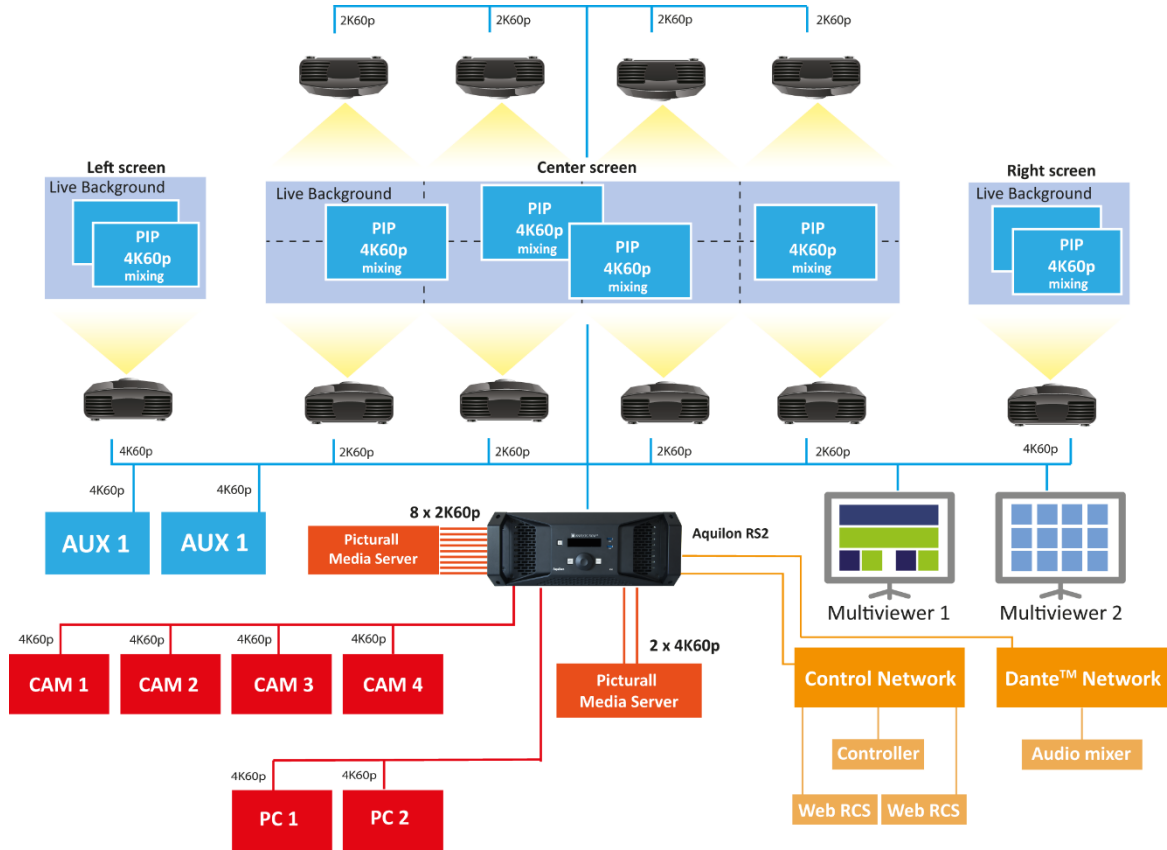 2K60p
2K60p
2K60p
2K60p
Left screen
Center screen
Right screen
Live Background
PIP
4K60p
mixing
Live Background
PIP
4K60p
mixing
PIP
4K60p
mixing
PIP
4K60p
mixing
PIP
4K60p
mixing
Live Background
PIP
4K60p
mixing
4K60p
2K60p
2K60p
2K60p
2K60p
4K60p
4K60p
4K60p
AUX 1
AUX 1
8 x 2K60p
Picturall
Media Server
Aquilon RS2
Multiviewer 1
Multiviewer 2
4K60p
4K60p
4K60p
4K60p
CAM 1
CAM 2
CAM 3
CAM 4
2 x 4K60p
Picturall
Media Server
Control Network
Dante™ Network
Controller
Audio mixer
Web RCS
Web RCS
4K60p
4K60p
PC 1
PC 2